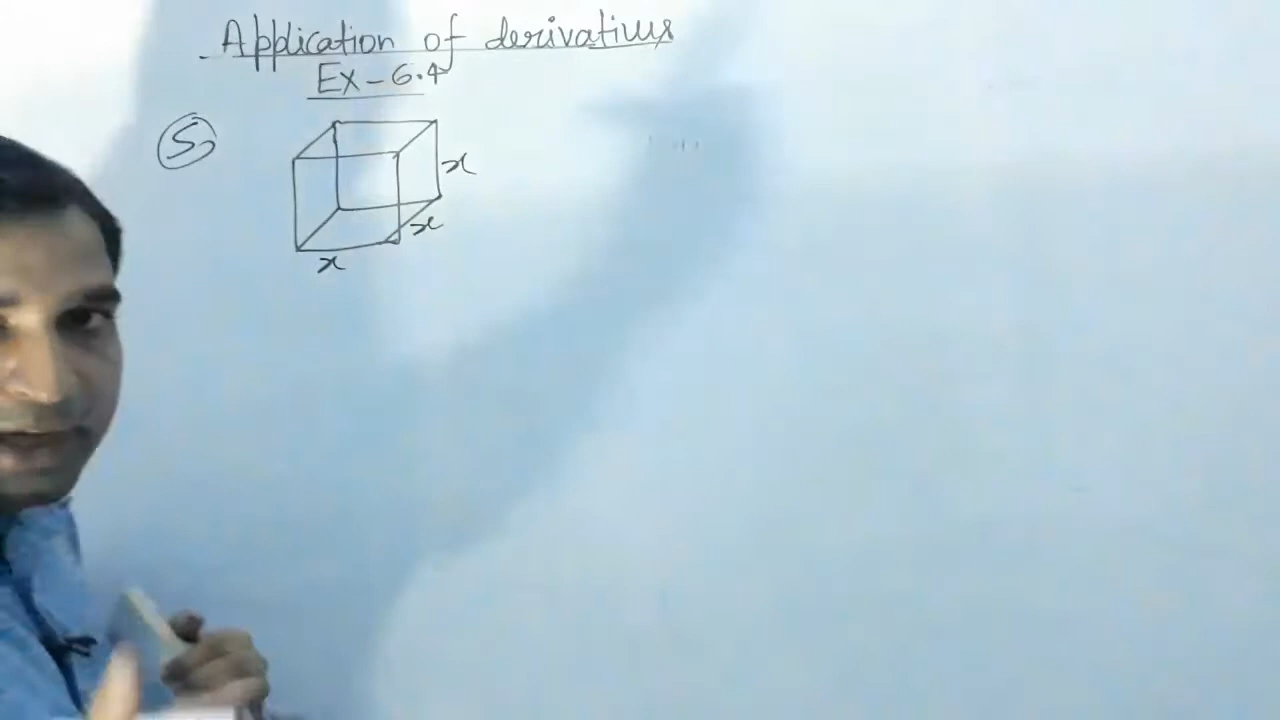 Application of derivatives
Ex - 6.4
5
x
x
x